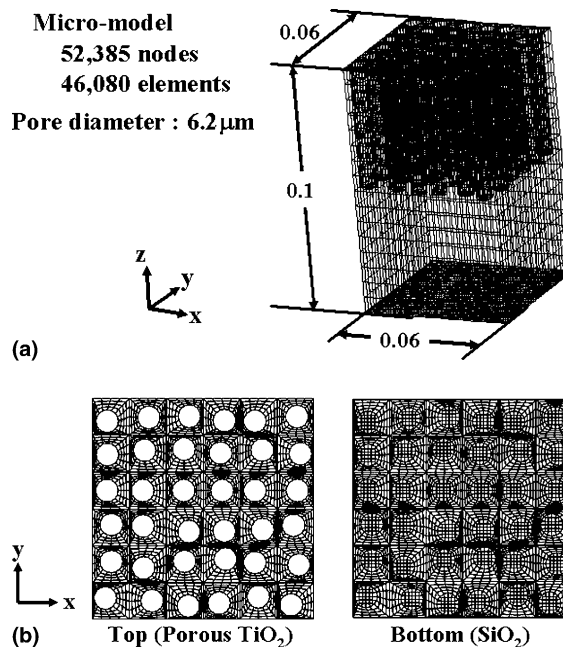 Micro-model
52,385 nodes
46,080 elements
Pore diameter : 6.2μm
0.06
0.1
0.06
z
y
x
(a)
y
x
(b)
Top (Porous TiO₂)
Bottom (SiO₂)